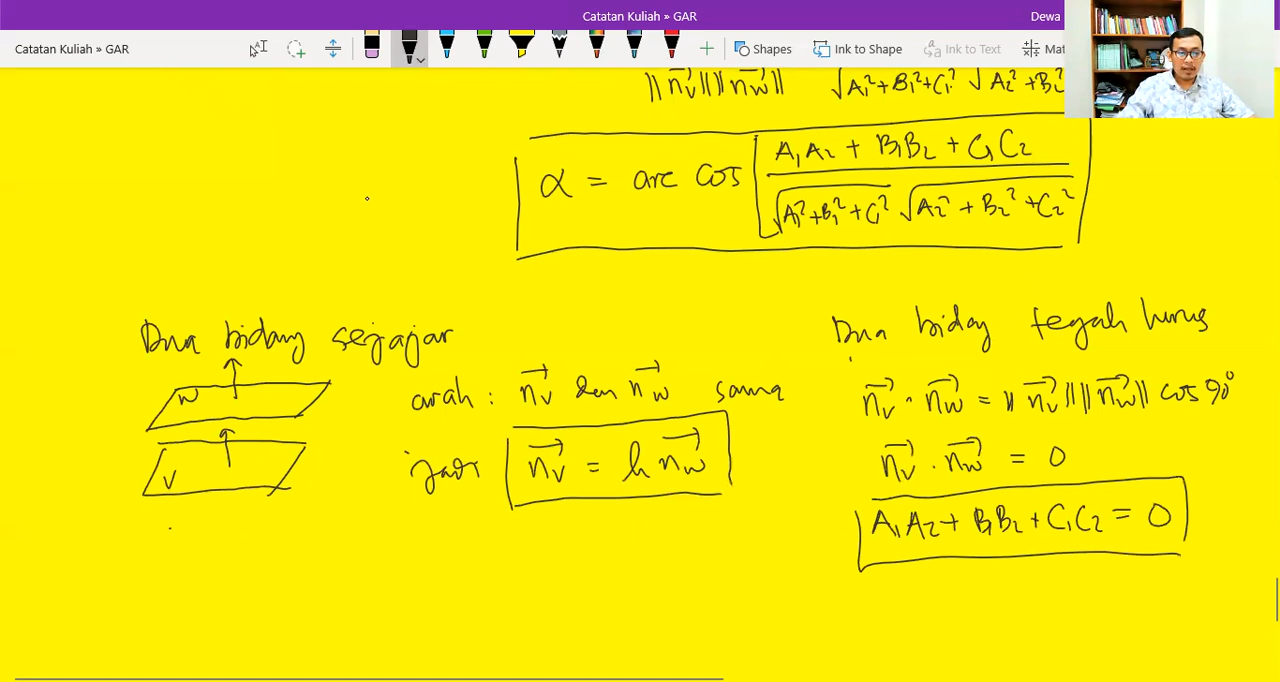 Catatan Kuliah » GAR
Dewa
Catatan Kuliah » GAR
Shapes
Ink to Shape
Ink to Text
Mat
‖n⃗v‖‖n⃗w‖ √A₁²+B₁²+C₁² √A₂²+B₂²
α = arc cos [ A₁A₂ + B₁B₂ + C₁C₂ / √A₁²+B₁²+C₁² √A₂² + B₂² + C₂²
Dua bidang sejajar
w
v
arah : n⃗v dan n⃗w sama
jadi n⃗v = k n⃗w
Dua bidang tegak lurus
n⃗v · n⃗w = ‖n⃗v‖‖n⃗w‖ cos 90°
n⃗v . n⃗w = 0
A₁A₂ + B₁B₂ + C₁C₂ = 0